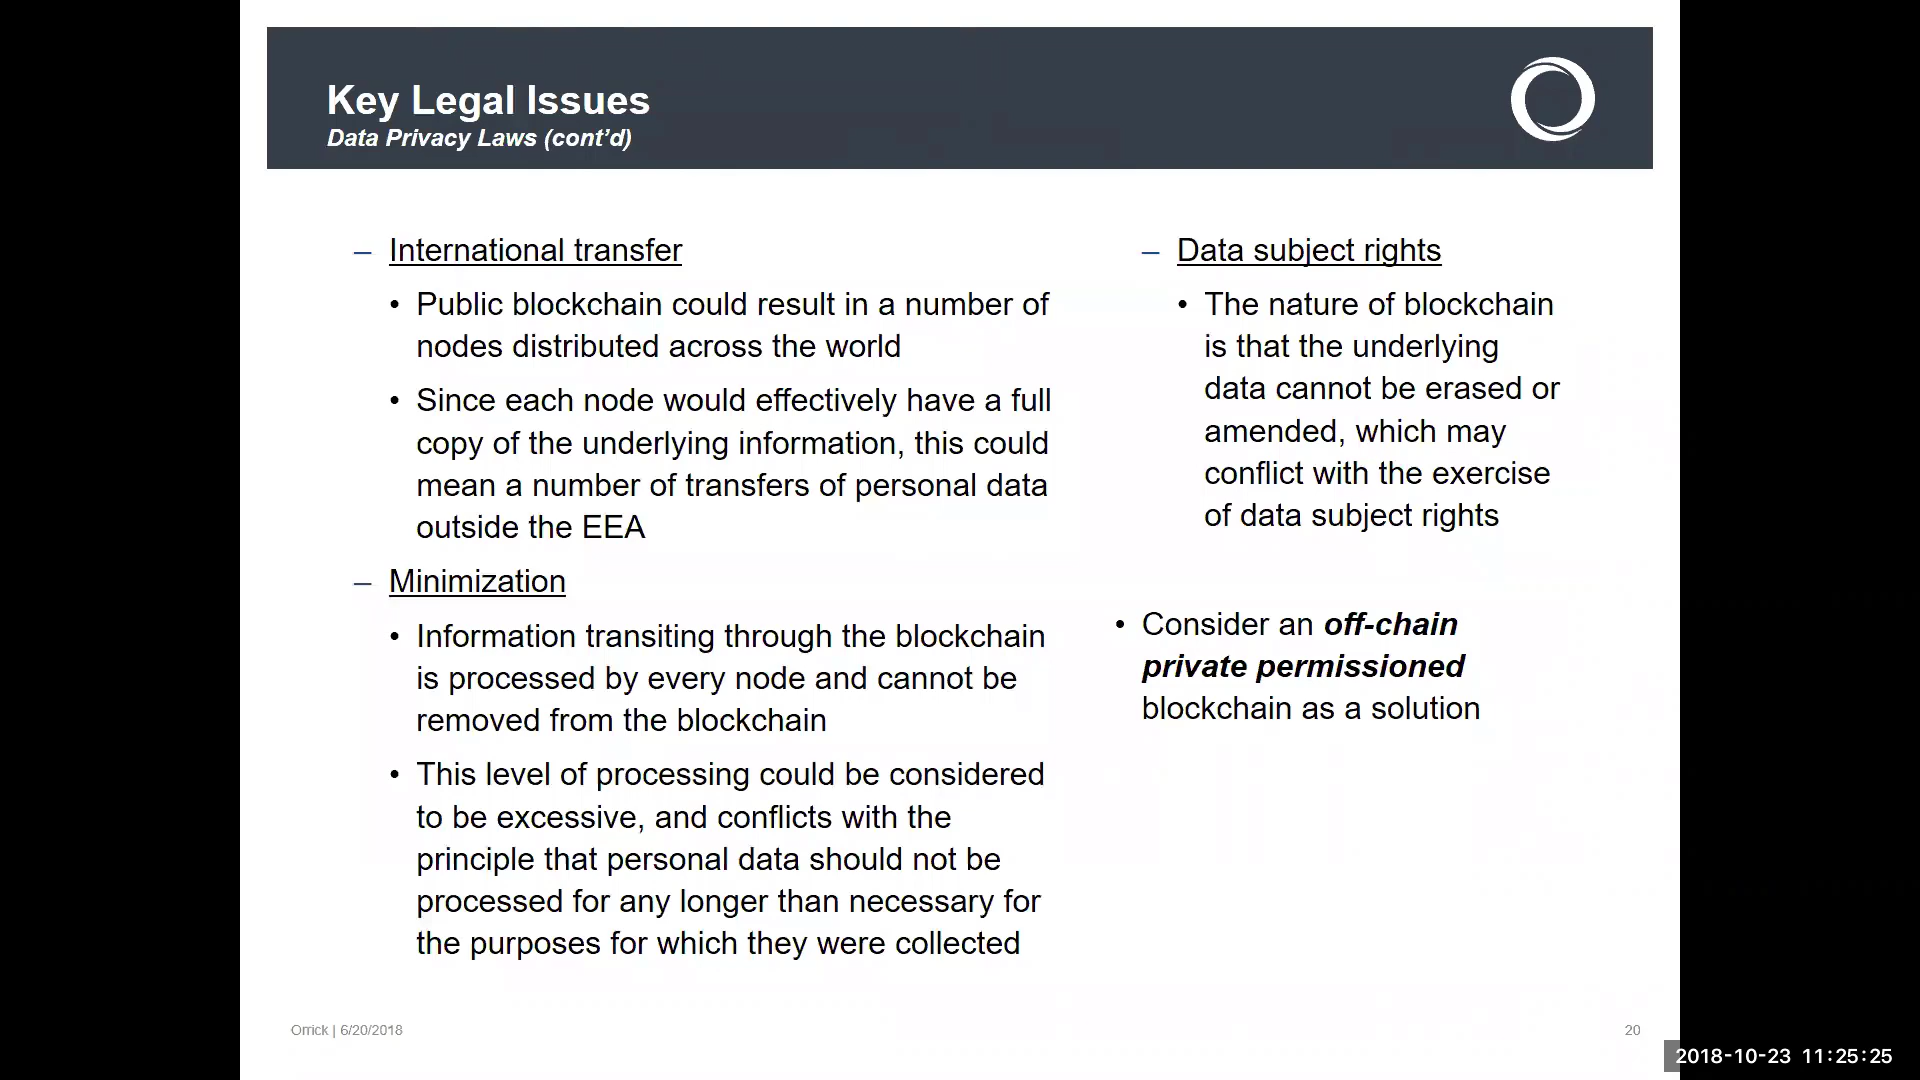 Key Legal Issues
Data Privacy Laws (cont’d)
– International transfer
• Public blockchain could result in a number of
nodes distributed across the world
• Since each node would effectively have a full
copy of the underlying information, this could
mean a number of transfers of personal data
outside the EEA
– Minimization
• Information transiting through the blockchain
is processed by every node and cannot be
removed from the blockchain
• This level of processing could be considered
to be excessive, and conflicts with the
principle that personal data should not be
processed for any longer than necessary for
the purposes for which they were collected
– Data subject rights
• The nature of blockchain
is that the underlying
data cannot be erased or
amended, which may
conflict with the exercise
of data subject rights
• Consider an off-chain
private permissioned
blockchain as a solution
Orrick | 6/20/2018
20
2018-10-23 11:25:25